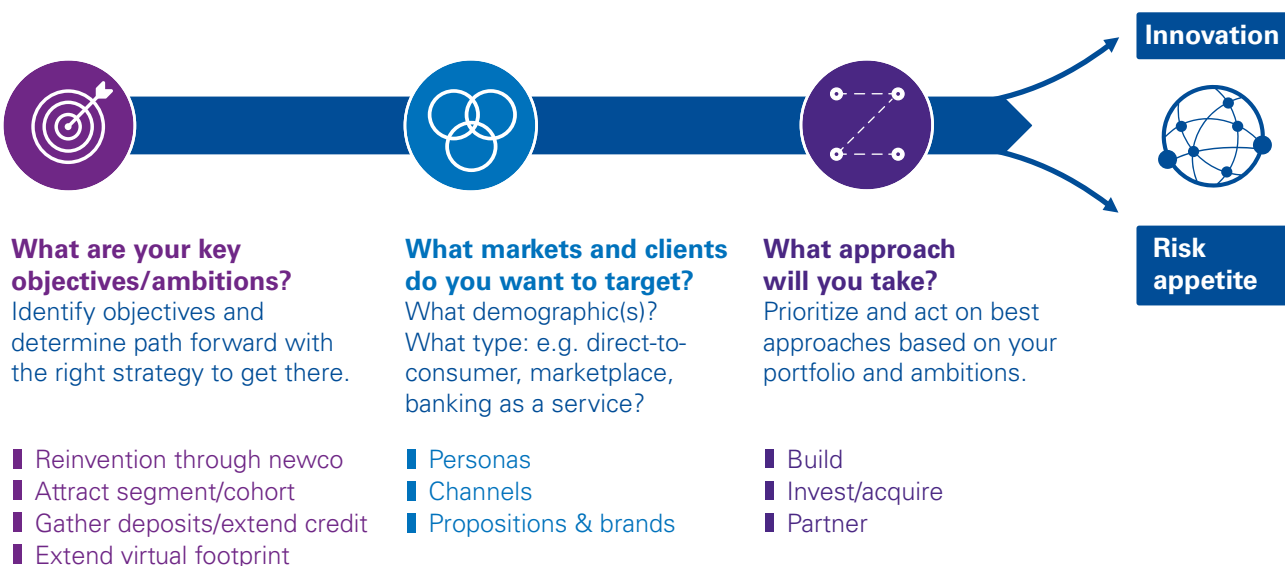 Innovation
Risk
appetite
What are your key
objectives/ambitions?
Identify objectives and
determine path forward with
the right strategy to get there.
Reinvention through newco
Attract segment/cohort
Gather deposits/extend credit
Extend virtual footprint
What markets and clients
do you want to target?
What demographic(s)?
What type: e.g. direct-to-
consumer, marketplace,
banking as a service?
Personas
Channels
Propositions & brands
What approach
will you take?
Prioritize and act on best
approaches based on your
portfolio and ambitions.
Build
Invest/acquire
Partner